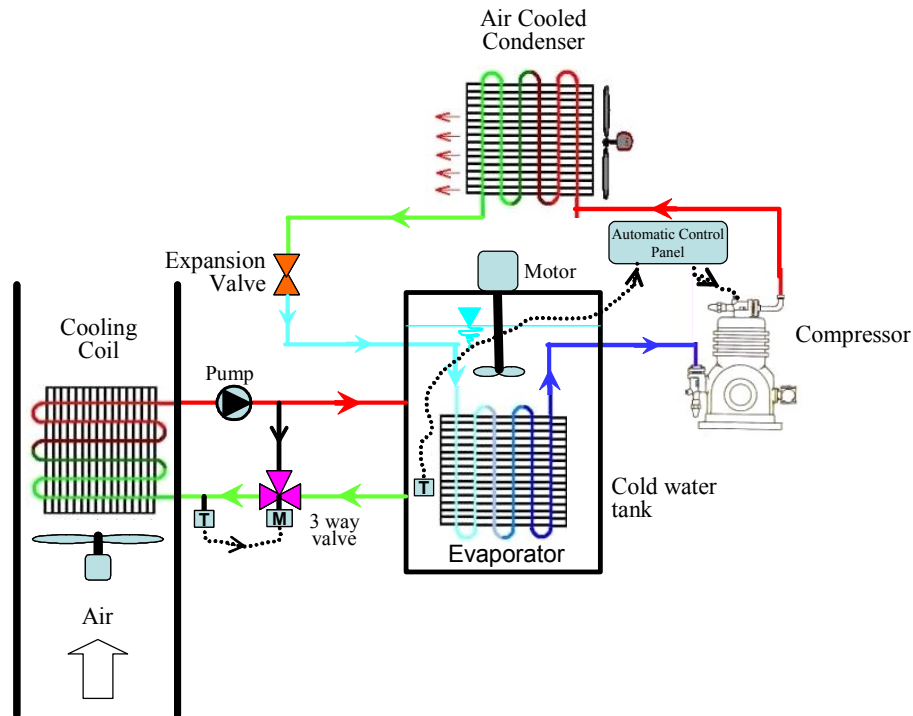 Air Cooled
Condenser
Automatic Control
Panel
Expansion
Valve
Motor
Cooling
Coil
Compressor
Pump
T
Cold water
tank
T
M
3 way
valve
Evaporator
Air